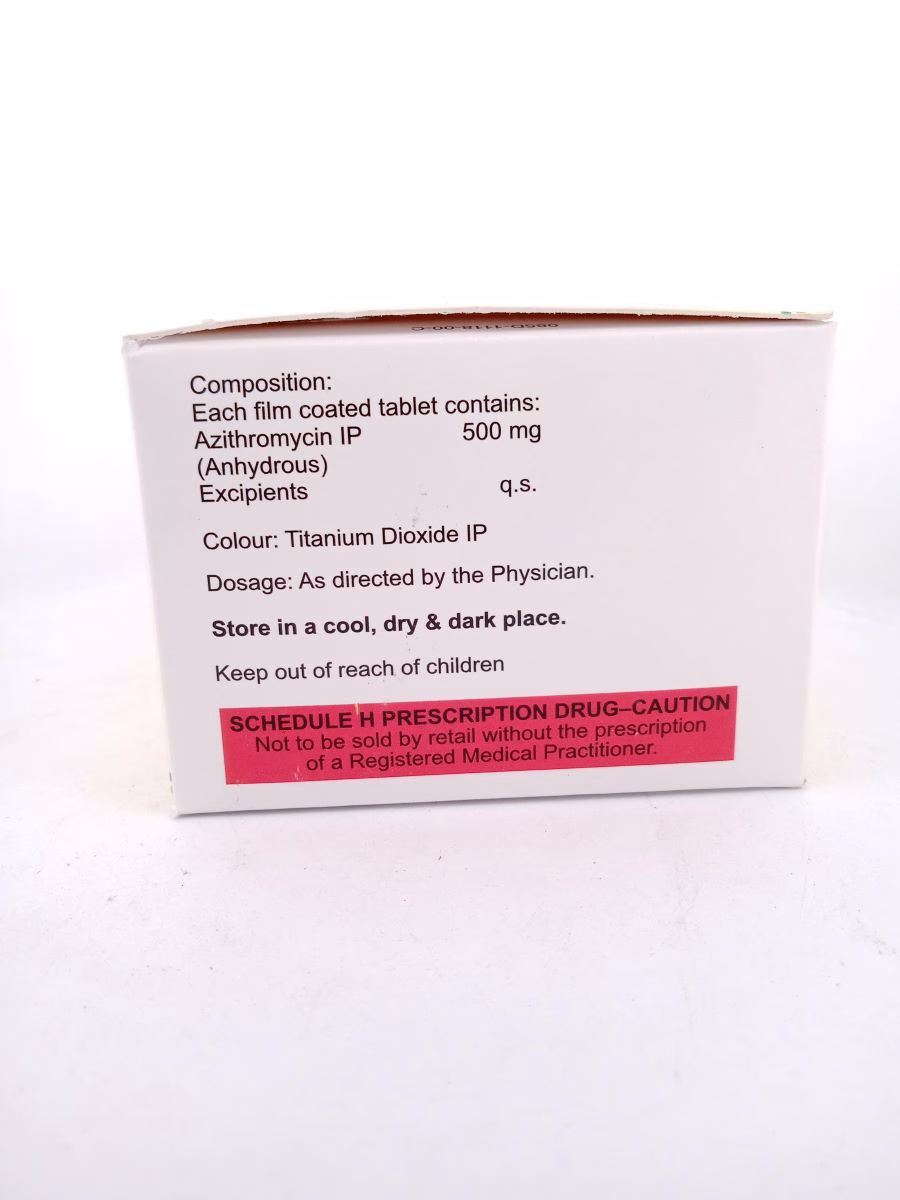 Composition:
Each film coated tablet contains:
Azithromycin IP 500 mg
(Anhydrous)
Excipients q.s.
Colour: Titanium Dioxide IP
Dosage: As directed by the Physician.
Store in a cool, dry & dark place.
Keep out of reach of children
SCHEDULE H PRESCRIPTION DRUG–CAUTION
Not to be sold by retail without the prescription
of a Registered Medical Practitioner.